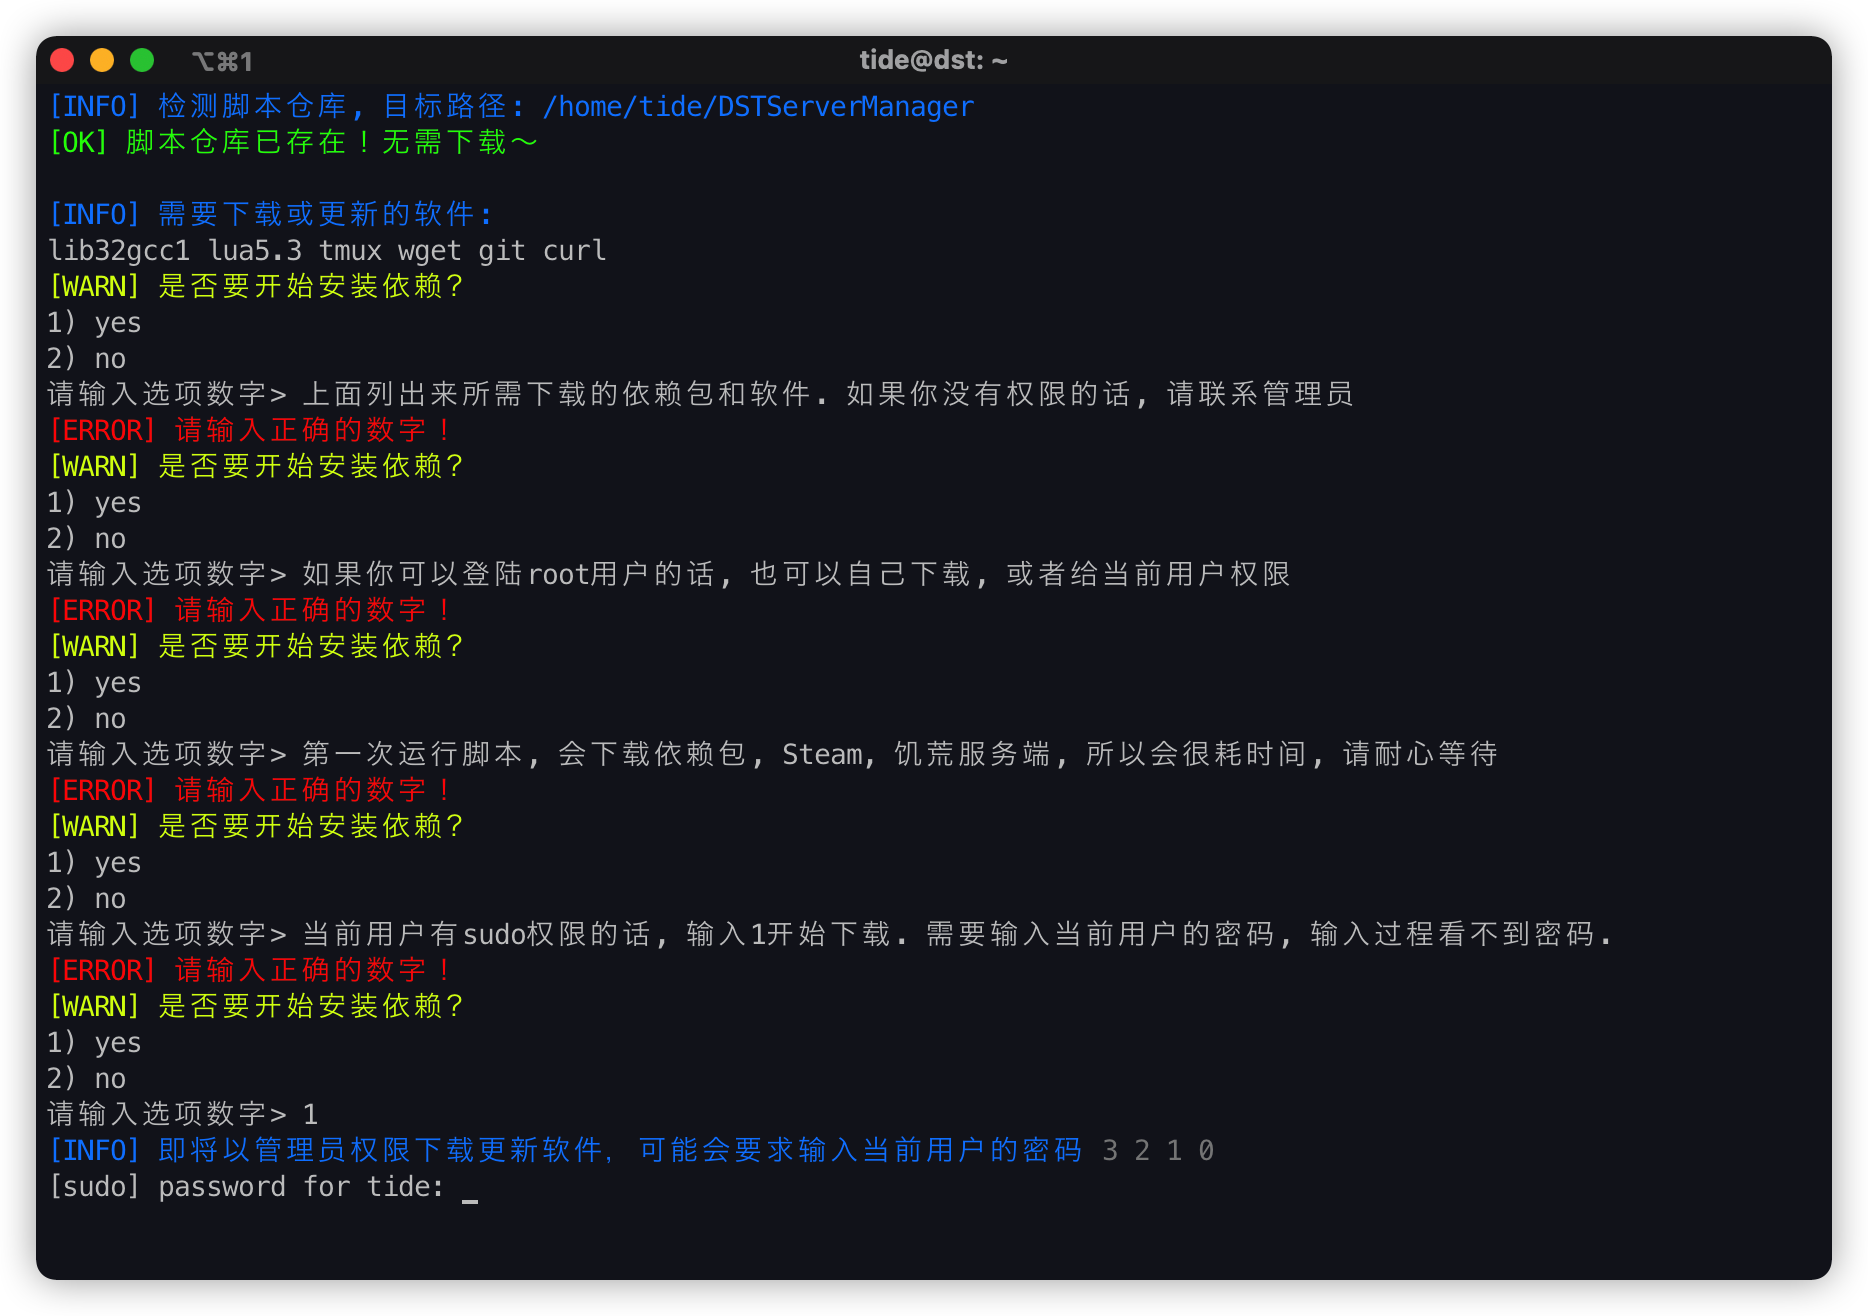 ⌥⌘1
tide@dst: ~
[INFO] 检测脚本仓库, 目标路径: /home/tide/DSTServerManager
[OK] 脚本仓库已存在！无需下载～
[INFO] 需要下载或更新的软件:
lib32gcc1 lua5.3 tmux wget git curl
[WARN] 是否要开始安装依赖?
1) yes
2) no
请输入选项数字> 上面列出来所需下载的依赖包和软件. 如果你没有权限的话, 请联系管理员
[ERROR] 请输入正确的数字！
[WARN] 是否要开始安装依赖?
1) yes
2) no
请输入选项数字> 如果你可以登陆root用户的话, 也可以自己下载, 或者给当前用户权限
[ERROR] 请输入正确的数字！
[WARN] 是否要开始安装依赖?
1) yes
2) no
请输入选项数字> 第一次运行脚本, 会下载依赖包, Steam, 饥荒服务端, 所以会很耗时间, 请耐心等待
[ERROR] 请输入正确的数字！
[WARN] 是否要开始安装依赖?
1) yes
2) no
请输入选项数字> 当前用户有sudo权限的话, 输入1开始下载. 需要输入当前用户的密码, 输入过程看不到密码.
[ERROR] 请输入正确的数字！
[WARN] 是否要开始安装依赖?
1) yes
2) no
请输入选项数字> 1
[INFO] 即将以管理员权限下载更新软件, 可能会要求输入当前用户的密码 3 2 1 0
[sudo] password for tide: _